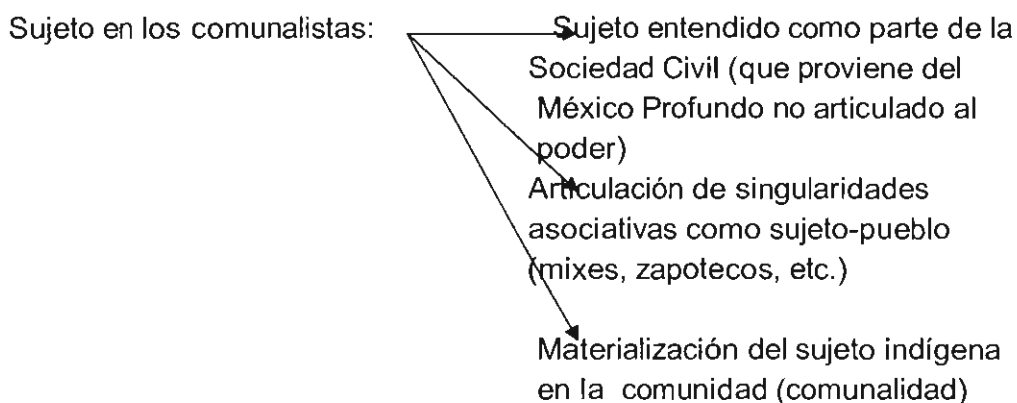 Sujeto en los comunalistas:
Sujeto entendido como parte de la
Sociedad Civil (que proviene del
México Profundo no articulado al
poder)
Articulación de singularidades
asociativas como sujeto-pueblo
(mixes, zapotecos, etc.)
Materialización del sujeto indígena
en la comunidad (comunalidad)